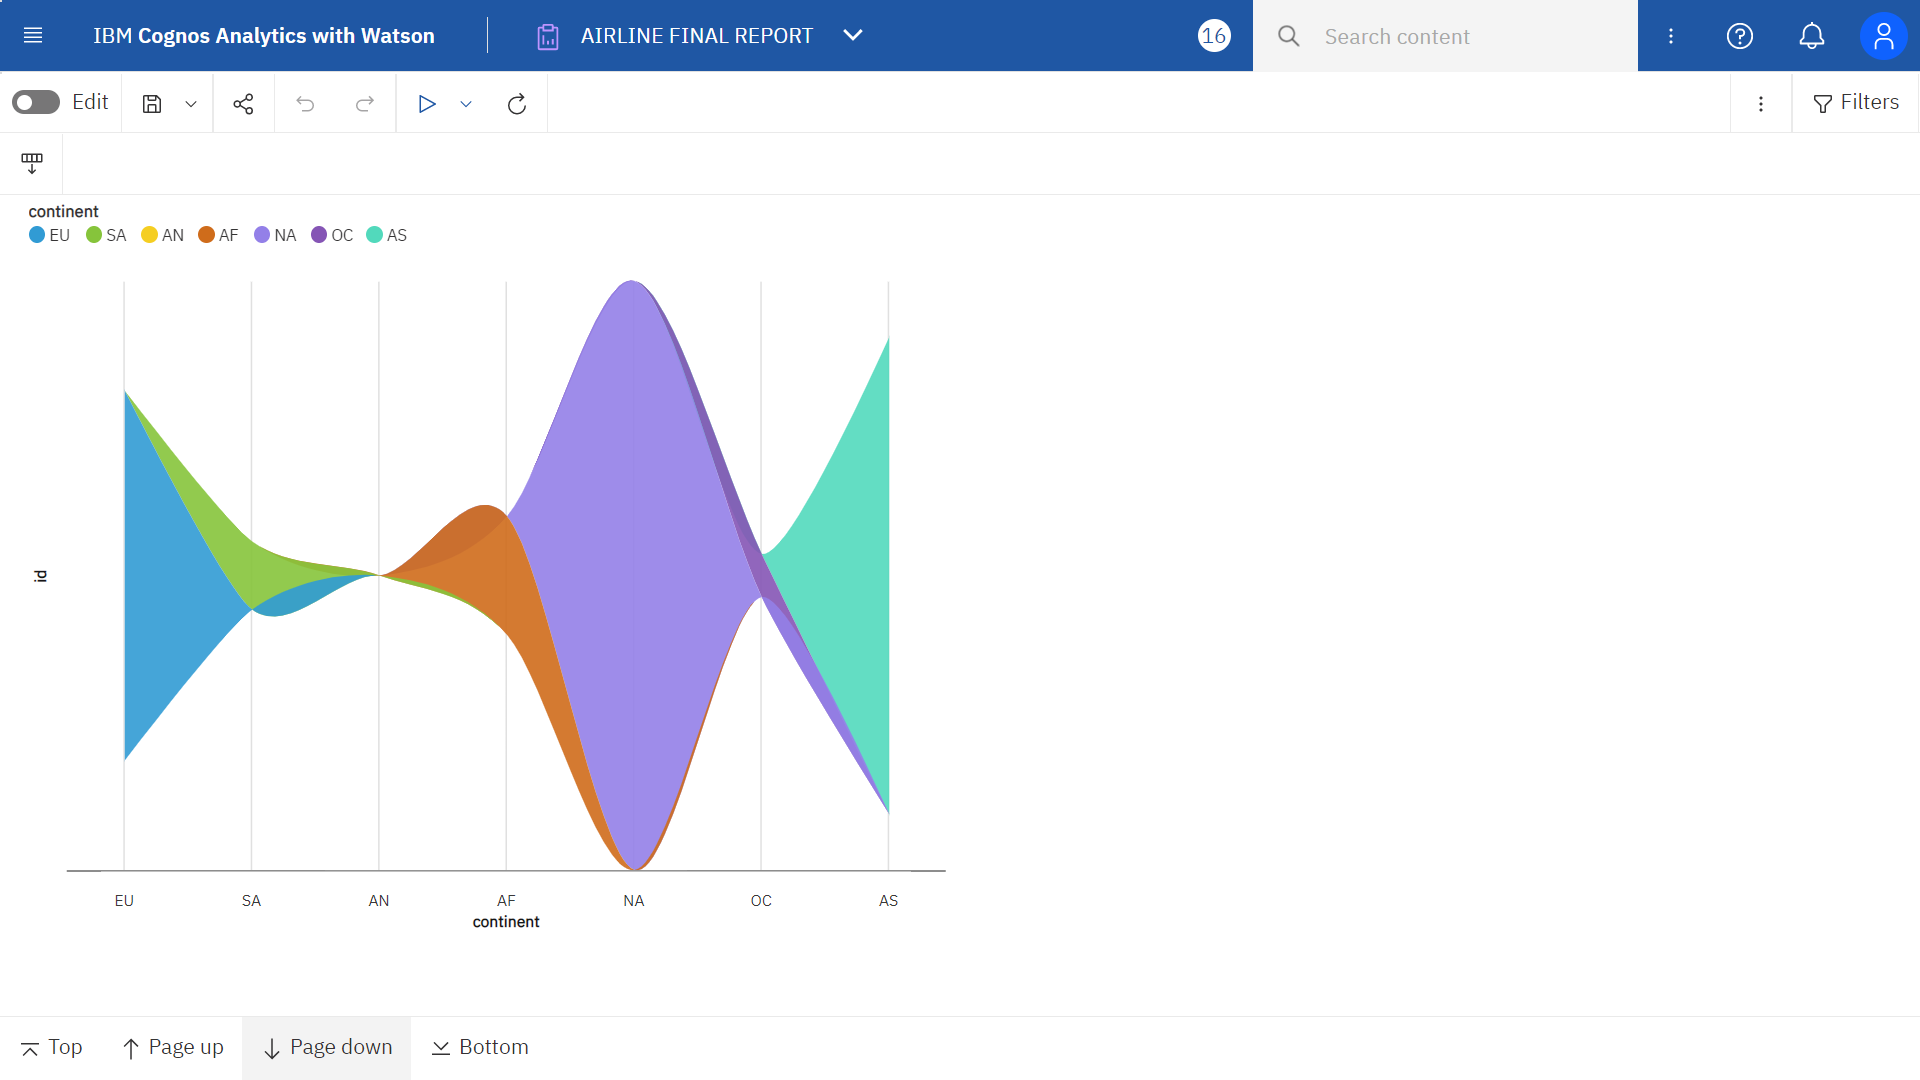 IBM Cognos Analytics with Watson
AIRLINE FINAL REPORT
16
Search content
Edit
Filters
continent
EU SA AN AF NA OC AS
id
EU SA AN AF NA OC AS
continent
Top Page up Page down Bottom